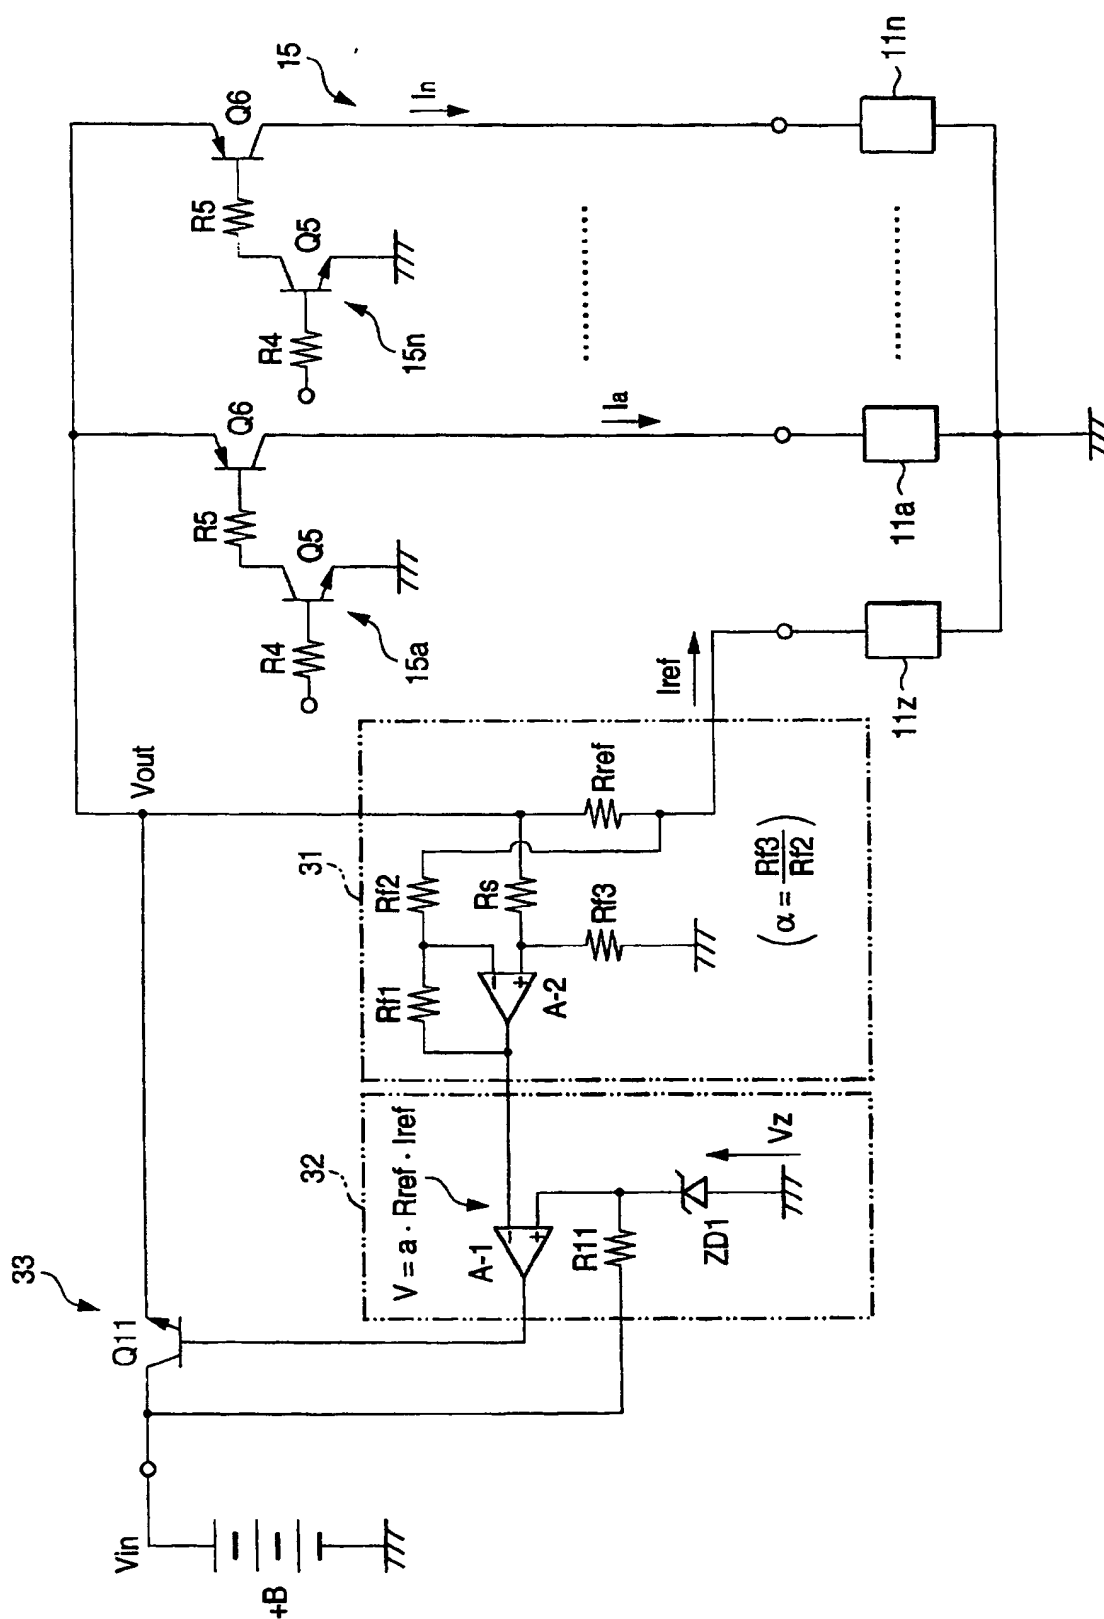 33
Q11
Vin
+B
32
V = a · Rref · Iref
A-1
R11
ZD1
Vz
31
Vout
Rf2
Rf1
Rs
Rref
Rf3
A-2
(α = Rf3
Rf2)
Iref
11z
R4
R5
Q5
Q6
15a
Ia
11a
R4
R5
Q5
Q6
15n
15
In
11n